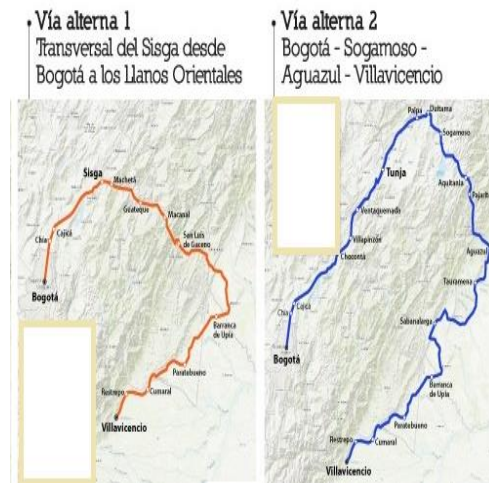 Vía alterna 1
Transversal del Sisga desde
Bogotá a los Llanos Orientales
Sisga
Machetá
Guateque
Macanal
San Luis
de Gaceno
Chía
Cajicá
Bogotá
Barranca
de Upía
Paratebueno
Restrepo
Cumaral
Villavicencio
Vía alterna 2
Bogotá - Sogamoso -
Aguazul - Villavicencio
Paipa
Duitama
Sogamoso
Tunja
Aquitania
Pajarito
Ventaquemada
Villapinzón
Chocontá
Aguazul
Tauramena
Sabanalarga
Chía
Cajicá
Bogotá
Barranca
de Upía
Paratebueno
Restrepo
Cumaral
Villavicencio